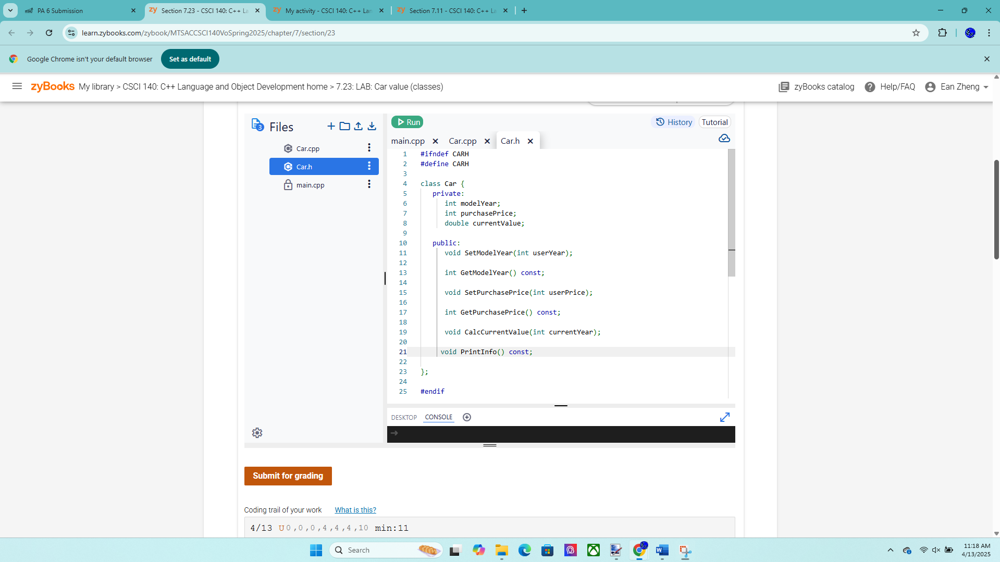 PA 6 Submission
Section 7.23 - CSCI 140: C++ La
My activity - CSCI 140: C++ Lan
Section 7.11 - CSCI 140: C++ La
learn.zybooks.com/zybook/MTSACCSCI140VoSpring2025/chapter/7/section/23
Google Chrome isn't your default browser
Set as default
zyBooks My library > CSCI 140: C++ Language and Object Development home > 7.23: LAB: Car value (classes)
zyBooks catalog
Help/FAQ
Ean Zheng
3
Files
Run
History
Tutorial
main.cpp
Car.cpp
Car.h
Car.cpp
Car.h
main.cpp
1 #ifndef CARH
2 #define CARH
3
4 class Car {
5 private:
6 int modelYear;
7 int purchasePrice;
8 double currentValue;
9
10 public:
11 void SetModelYear(int userYear);
12
13 int GetModelYear() const;
14
15 void SetPurchasePrice(int userPrice);
16
17 int GetPurchasePrice() const;
18
19 void CalcCurrentValue(int currentYear);
20
21 void PrintInfo() const;
22
23 };
24
25 #endif
DESKTOP
CONSOLE
Submit for grading
Coding trail of your work
What is this?
4/13 U0,0,0,4,4,4,10 min:11
Search
11:18 AM
4/13/2025